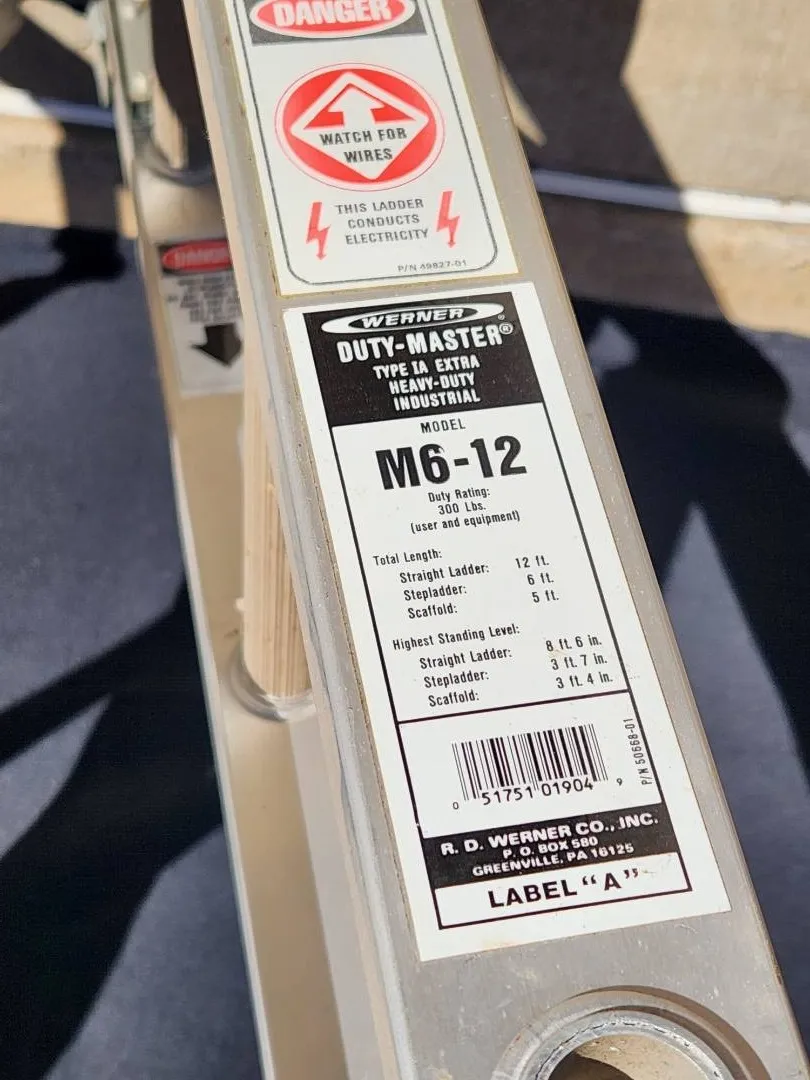 DANGER
WATCH FOR
WIRES
THIS LADDER
CONDUCTS
ELECTRICITY
P/N 49827-01
DANGER
WERNER®
DUTY-MASTER®
TYPE IA EXTRA
HEAVY-DUTY
INDUSTRIAL
MODEL
M6-12
Duty Rating:
300 Lbs.
(user and equipment)
Total Length:
Straight Ladder: 12 ft.
Stepladder: 6 ft.
Scaffold: 5 ft.
Highest Standing Level:
Straight Ladder: 8 ft. 6 in.
Stepladder: 3 ft. 7 in.
Scaffold: 3 ft. 4 in.
0 51751 01904 9
P/N 50668-01
R. D. WERNER CO., INC.
P. O. BOX 580
GREENVILLE, PA 16125
LABEL "A"